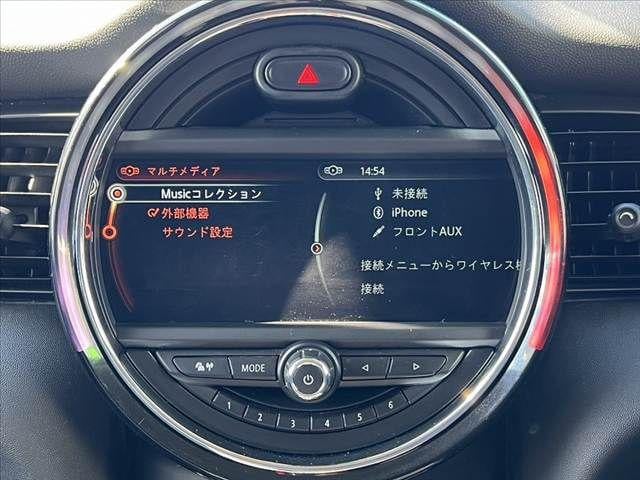 マルチメディア
14:54
Musicコレクション
外部機器
サウンド設定
未接続
iPhone
フロントAUX
接続メニューからワイヤレス
接続
MODE
1 2 3 4 5 6